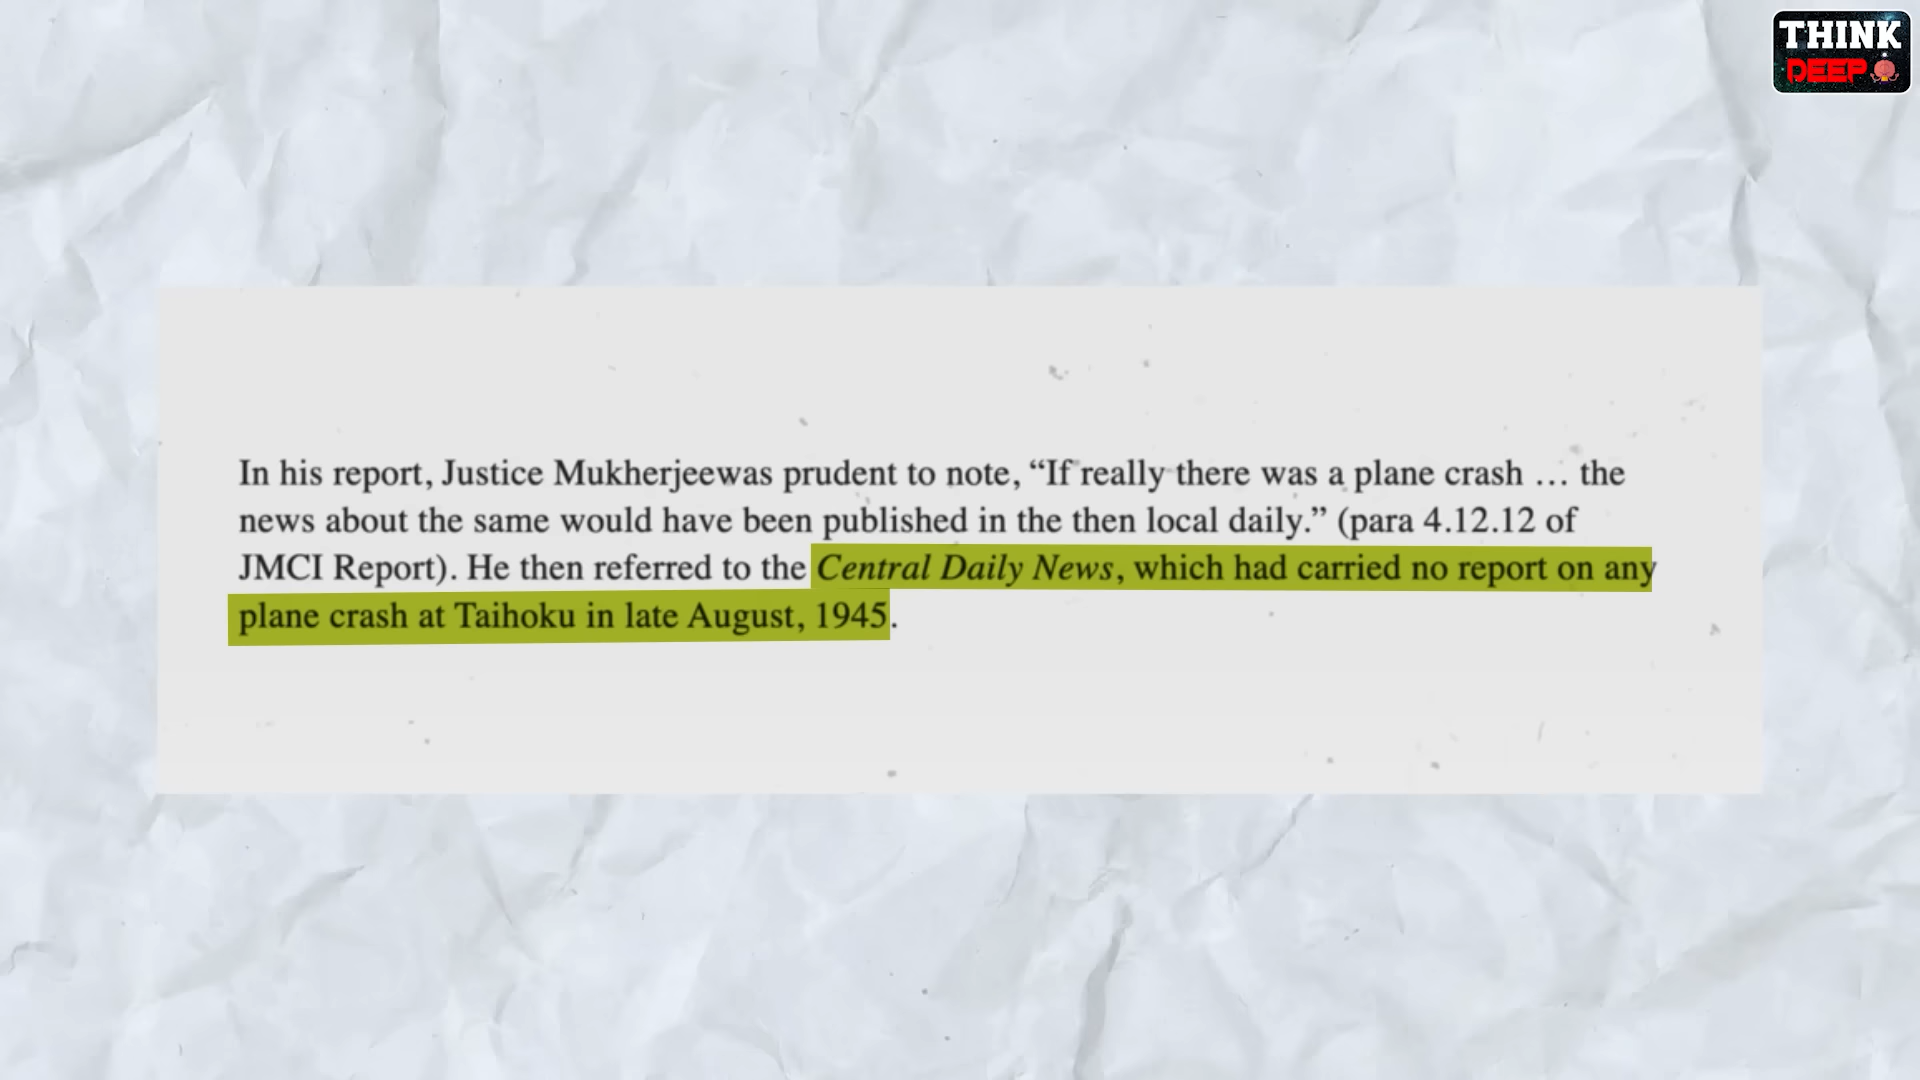 THINK
DEEP
In his report, Justice Mukherjeewas prudent to note, “If really there was a plane crash … the
news about the same would have been published in the then local daily.” (para 4.12.12 of
JMCI Report). He then referred to the Central Daily News, which had carried no report on any
plane crash at Taihoku in late August, 1945.